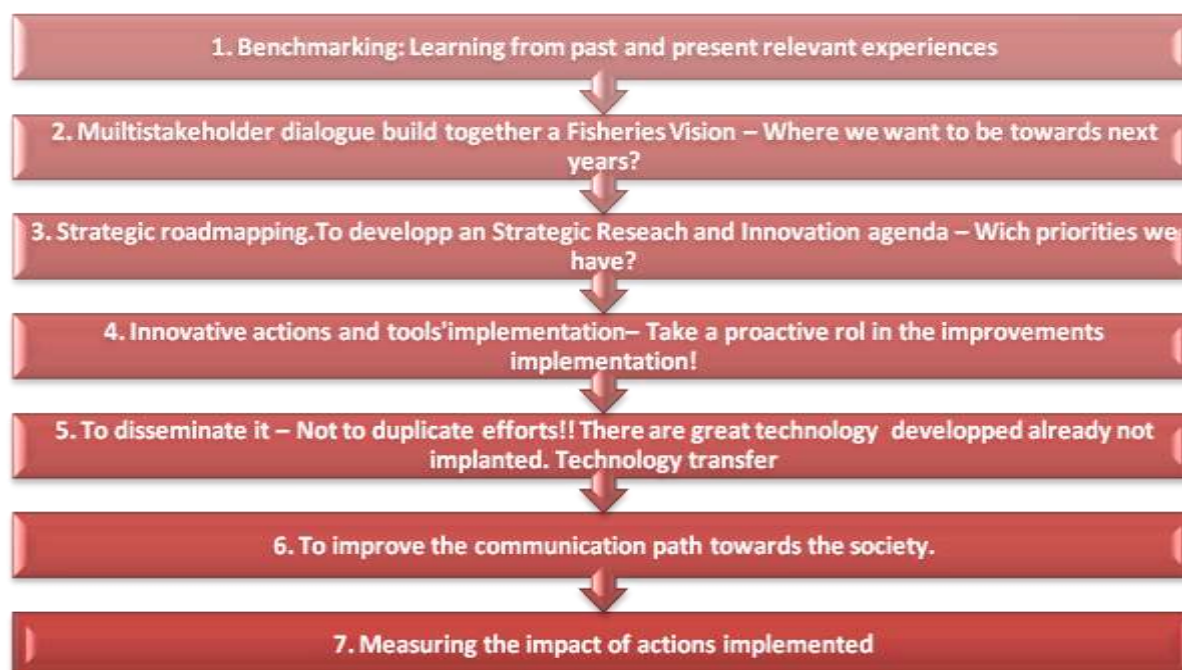 1. Benchmarking: Learning from past and present relevant experiences
2. Muiltistakeholder dialogue build together a Fisheries Vision – Where we want to be towards next
years?
3. Strategic roadmapping.To developp an Strategic Reseach and Innovation agenda – Wich priorities we
have?
4. Innovative actions and tools'implementation– Take a proactive rol in the improvements
implementation!
5. To disseminate it – Not to duplicate efforts!! There are great technology developped already not
implanted. Technology transfer
6. To improve the communication path towards the society.
7. Measuring the impact of actions implemented